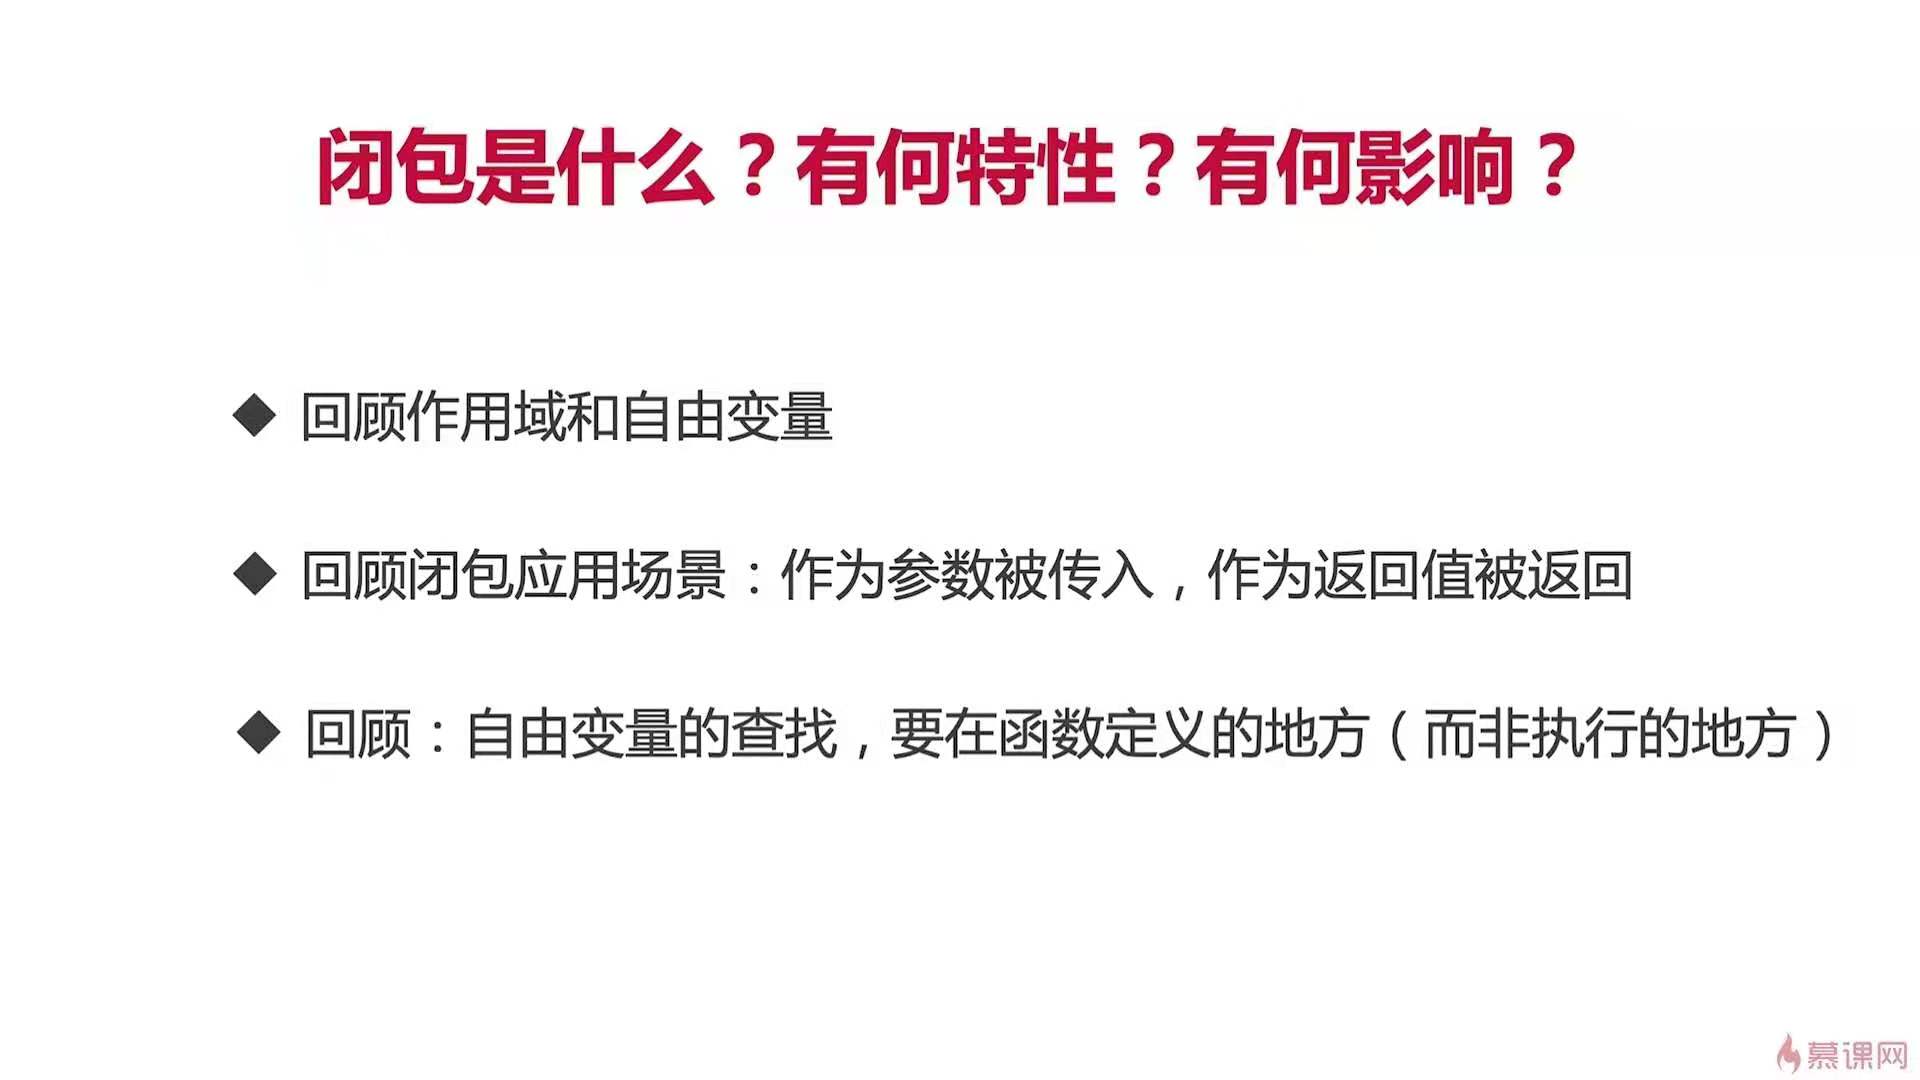 闭包是什么？有何特性？有何影响？
◆ 回顾作用域和自由变量
◆ 回顾闭包应用场景：作为参数被传入，作为返回值被返回
◆ 回顾：自由变量的查找，要在函数定义的地方（而非执行的地方）
慕课网